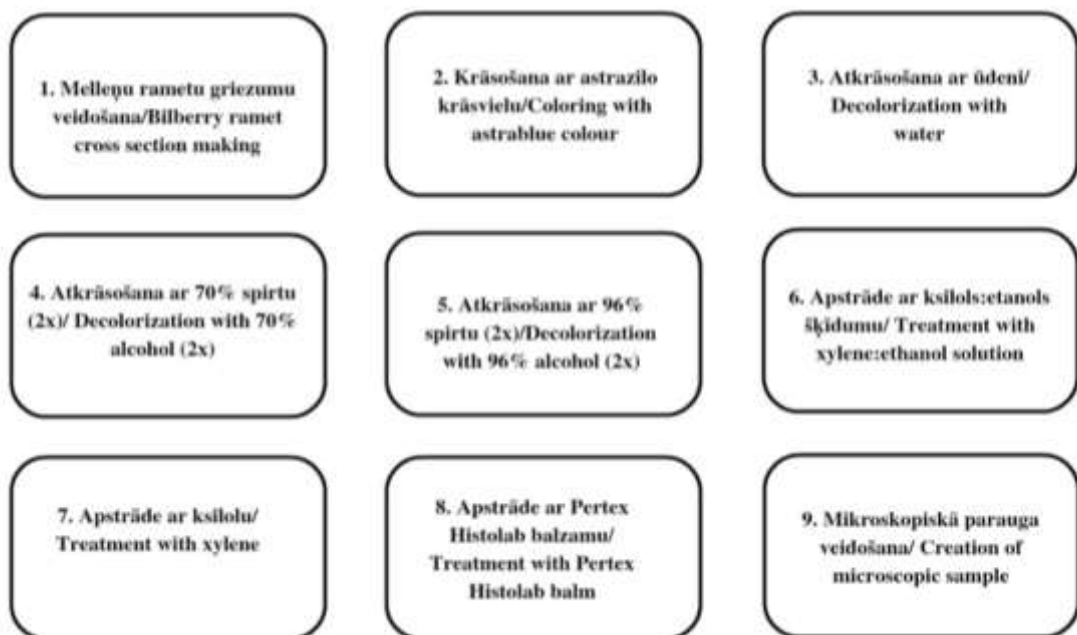 1. Melleņu rametu griezumu
veidošana/Bilberry ramet
cross section making
2. Krāsošana ar astrazilo
krāsvielu/Coloring with
astrablue colour
3. Atkrāsošana ar ūdeni/
Decolorization with
water
4. Atkrāsošana ar 70% spirtu
(2x)/ Decolorization with 70%
alcohol (2x)
5. Atkrāsošana ar 96%
spirtu (2x)/Decolorization
with 96% alcohol (2x)
6. Apstrāde ar ksilols:etanols
šķidumu/ Treatment with
xylene:ethanol solution
7. Apstrāde ar ksilolu/
Treatment with xylene
8. Apstrāde ar Pertex
Histolab balzamu/
Treatment with Pertex
Histolab balm
9. Mikroskopiskā parauga
veidošana/ Creation of
microscopic sample